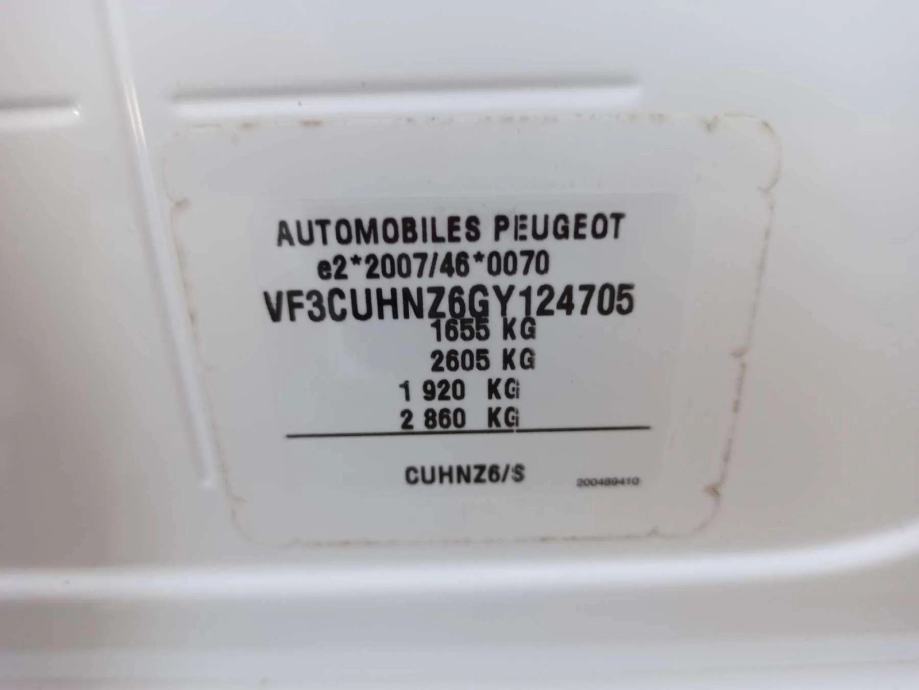 AUTOMOBILES PEUGEOT
e2*2007/46*0070
VF3CUHNZ6GY124705
1655 KG
2605 KG
1 920 KG
2 860 KG
CUHNZ6/S
200489410